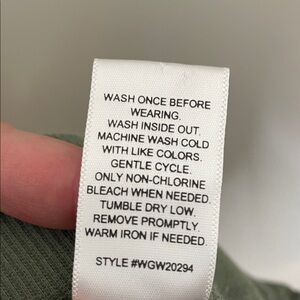 WASH ONCE BEFORE
WEARING.
WASH INSIDE OUT.
MACHINE WASH COLD
WITH LIKE COLORS.
GENTLE CYCLE.
ONLY NON-CHLORINE
BLEACH WHEN NEEDED.
TUMBLE DRY LOW.
REMOVE PROMPTLY.
WARM IRON IF NEEDED.
STYLE #WGW20294